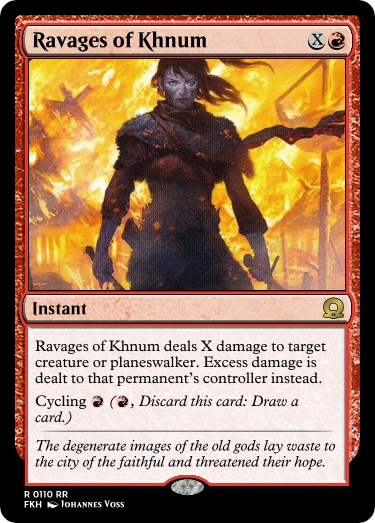 Ravages of Khnum X
Instant
Ravages of Khnum deals X damage to target
creature or planeswalker. Excess damage is
dealt to that permanent's controller instead.
Cycling (, Discard this card: Draw a
card.)
The degenerate images of the old gods lay waste to
the city of the faithful and threatened their hope.
R 0110 RR
FKH Johannes Voss